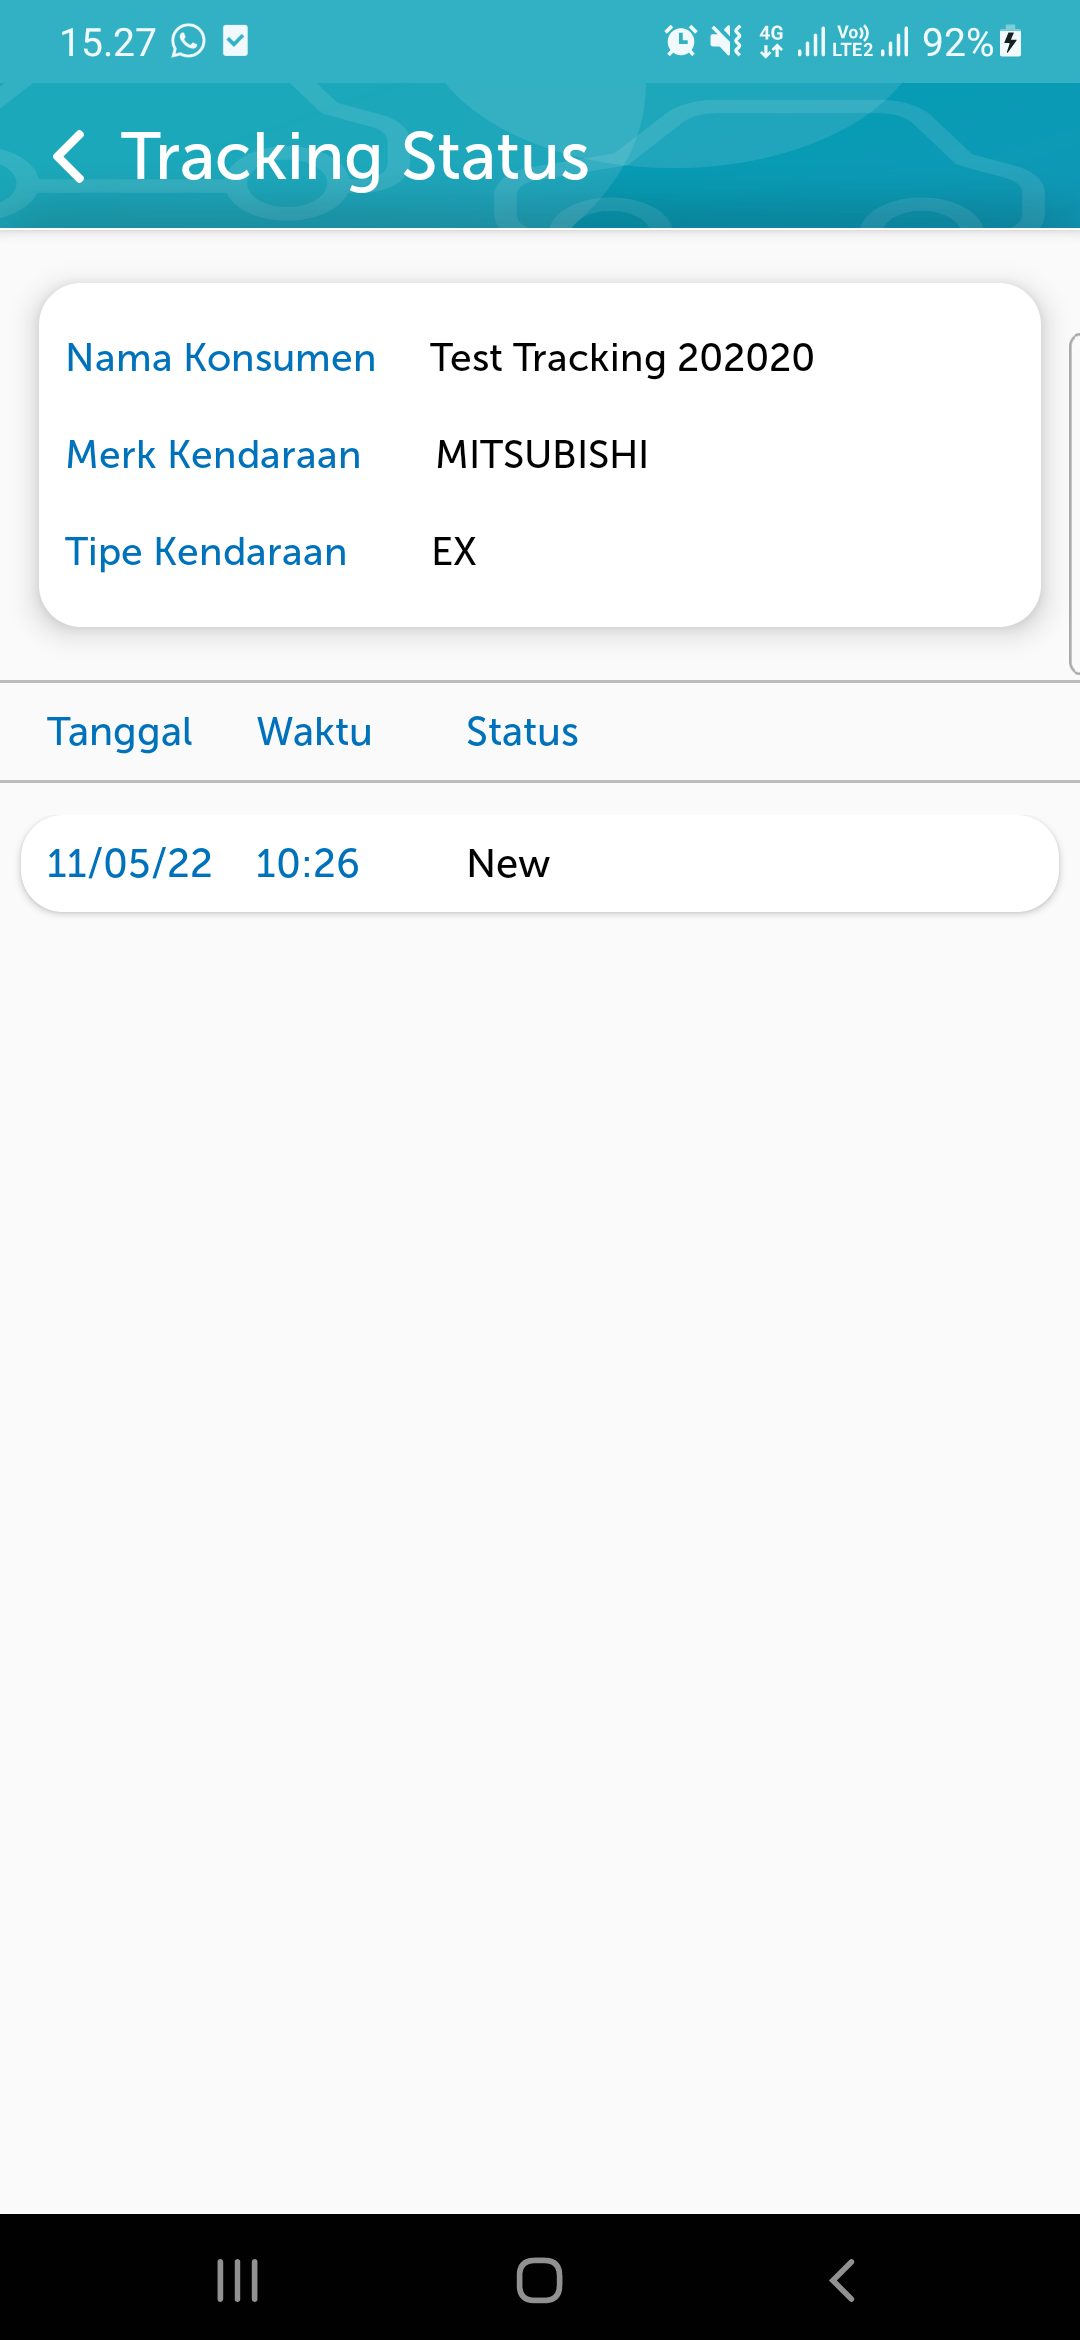 15.27 4G Vo)) LTE2 92%
Tracking Status
Nama Konsumen Test Tracking 202020
Merk Kendaraan MITSUBISHI
Tipe Kendaraan EX
Tanggal Waktu Status
11/05/22 10:26 New